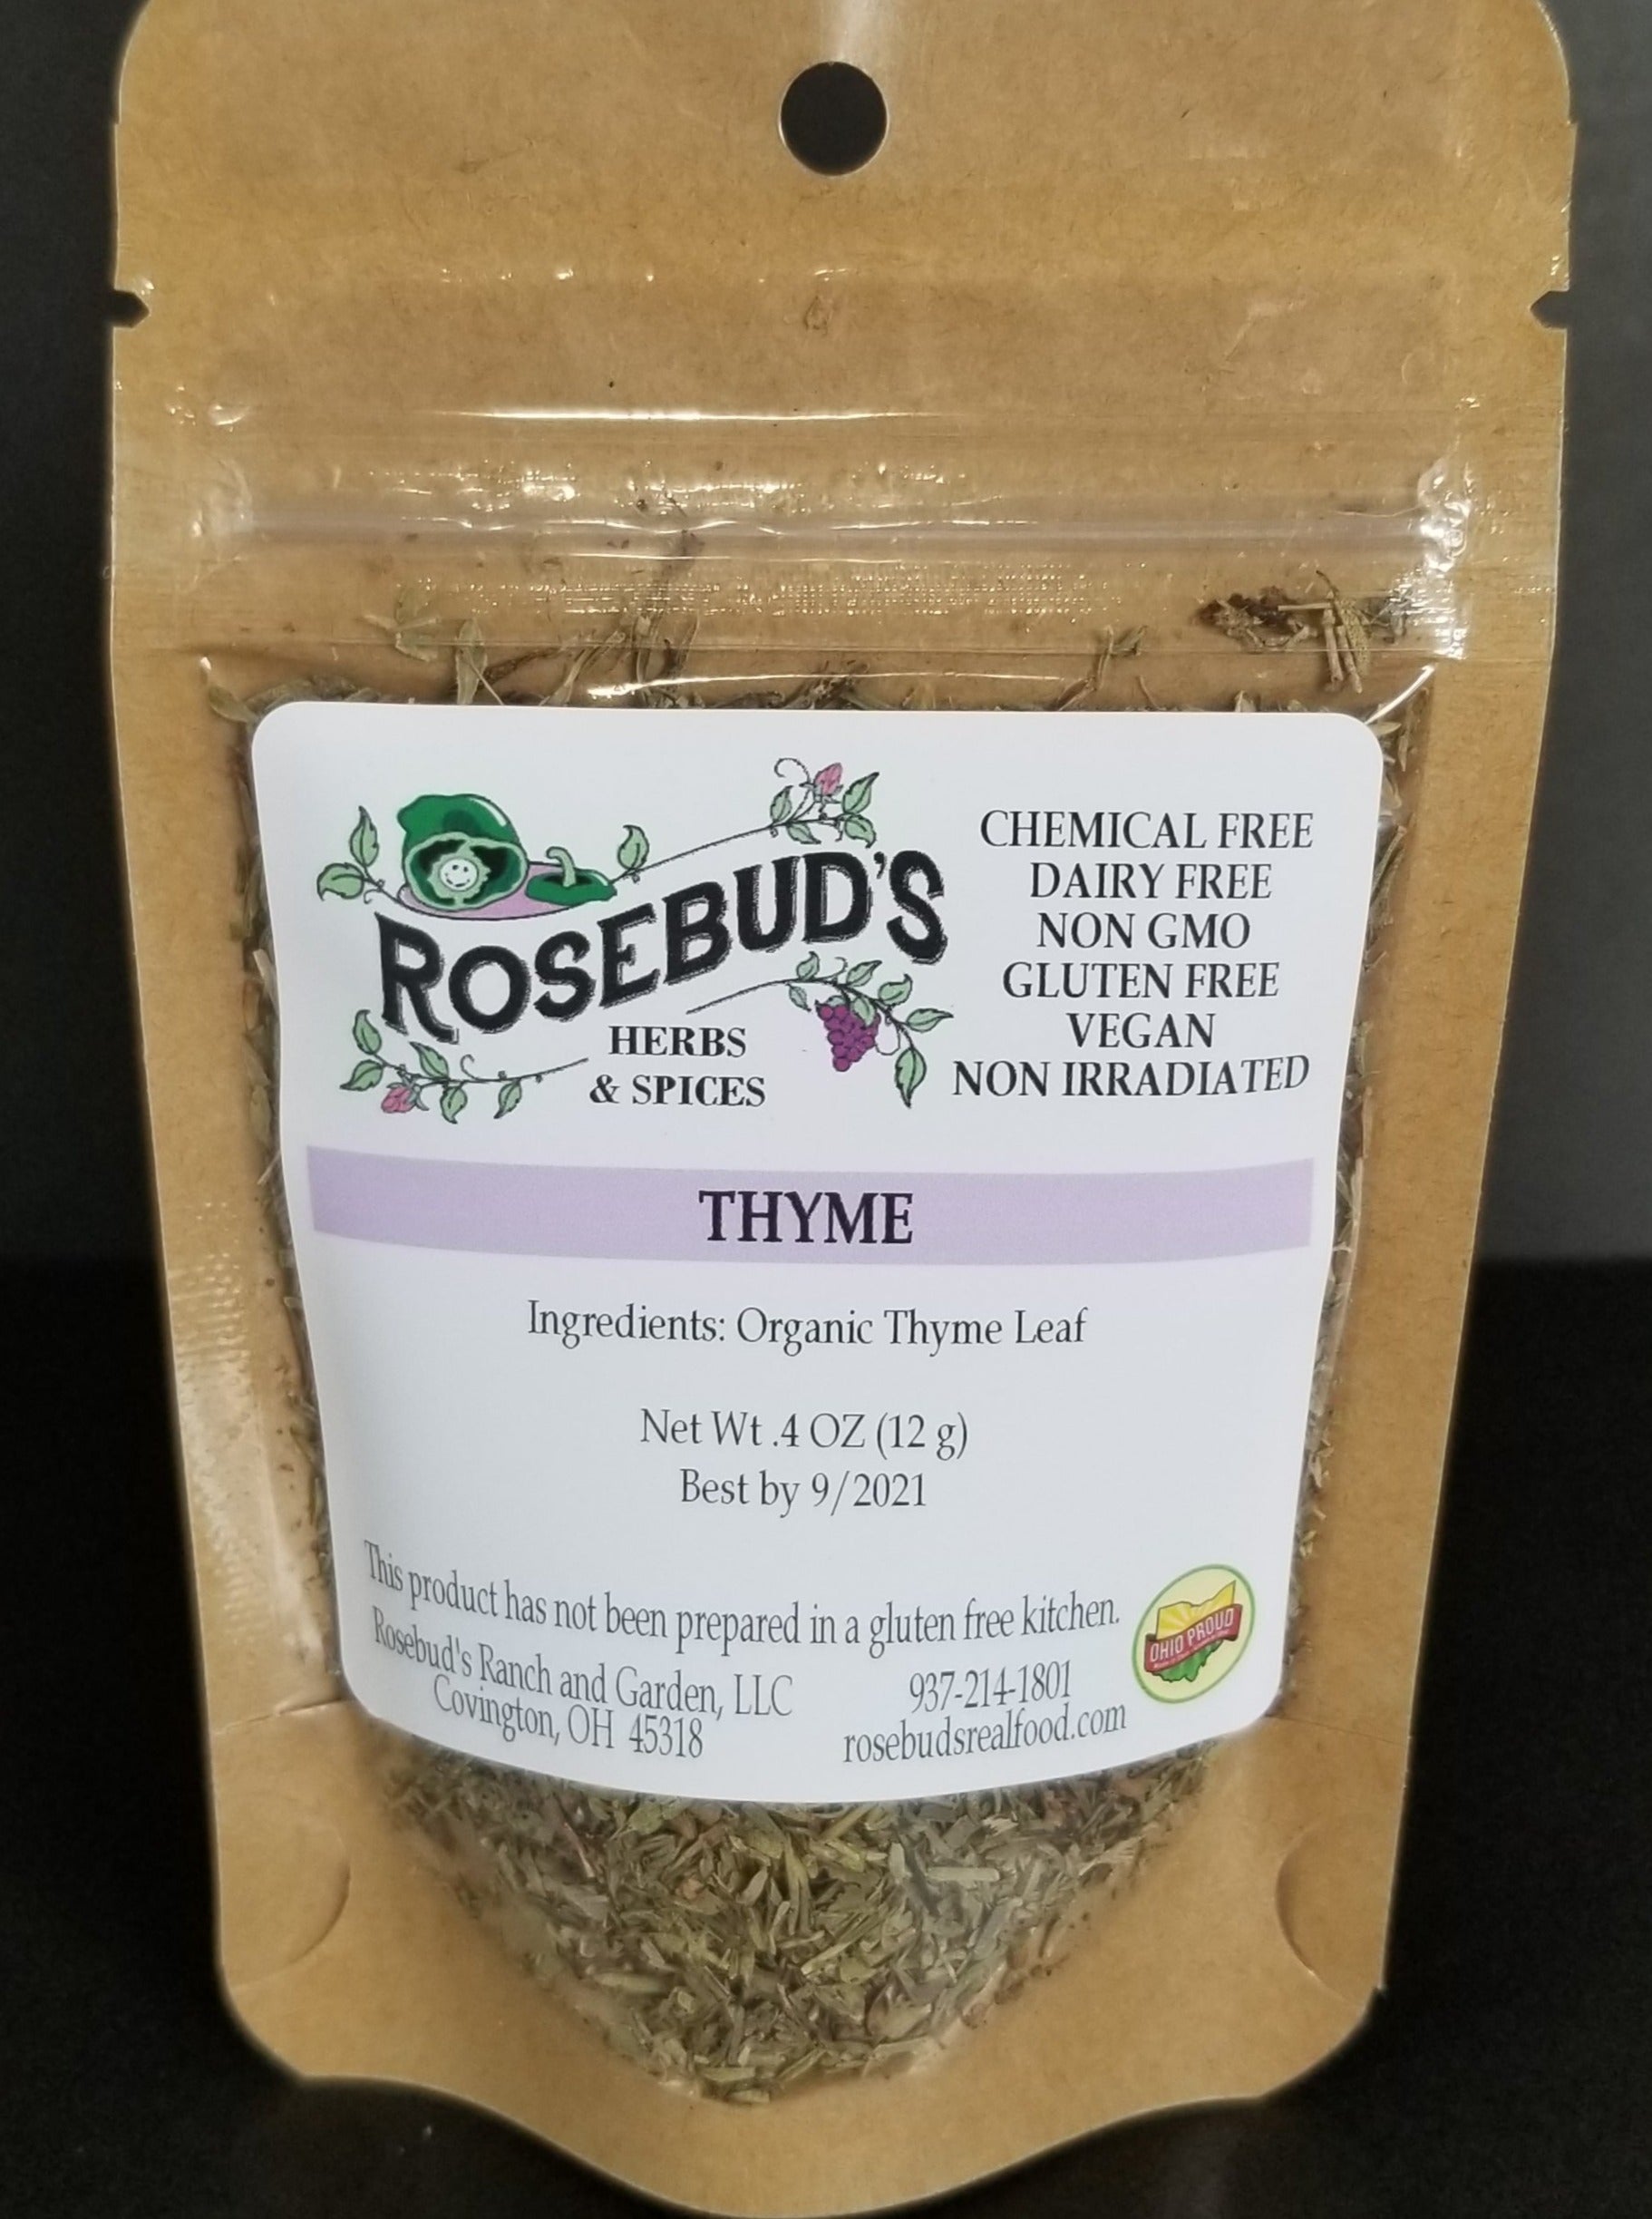 ROSEBUD'S
HERBS
& SPICES
CHEMICAL FREE
DAIRY FREE
NON GMO
GLUTEN FREE
VEGAN
NON IRRADIATED
THYME
Ingredients: Organic Thyme Leaf
Net Wt .4 OZ (12 g)
Best by 9/2021
This product has not been prepared in a gluten free kitchen.
Rosebud's Ranch and Garden, LLC
Covington, OH 45318
937-214-1801
rosebudsrealfood.com
OHIO PROUD